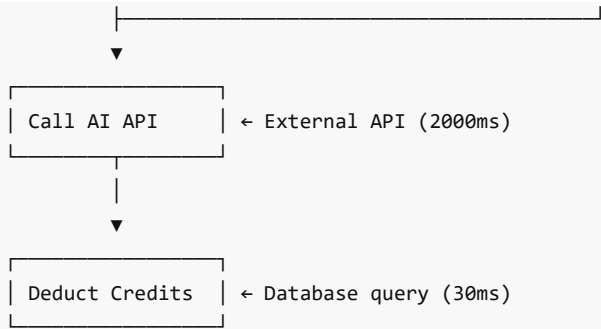 Call AI API ← External API (2000ms)
Deduct Credits ← Database query (30ms)